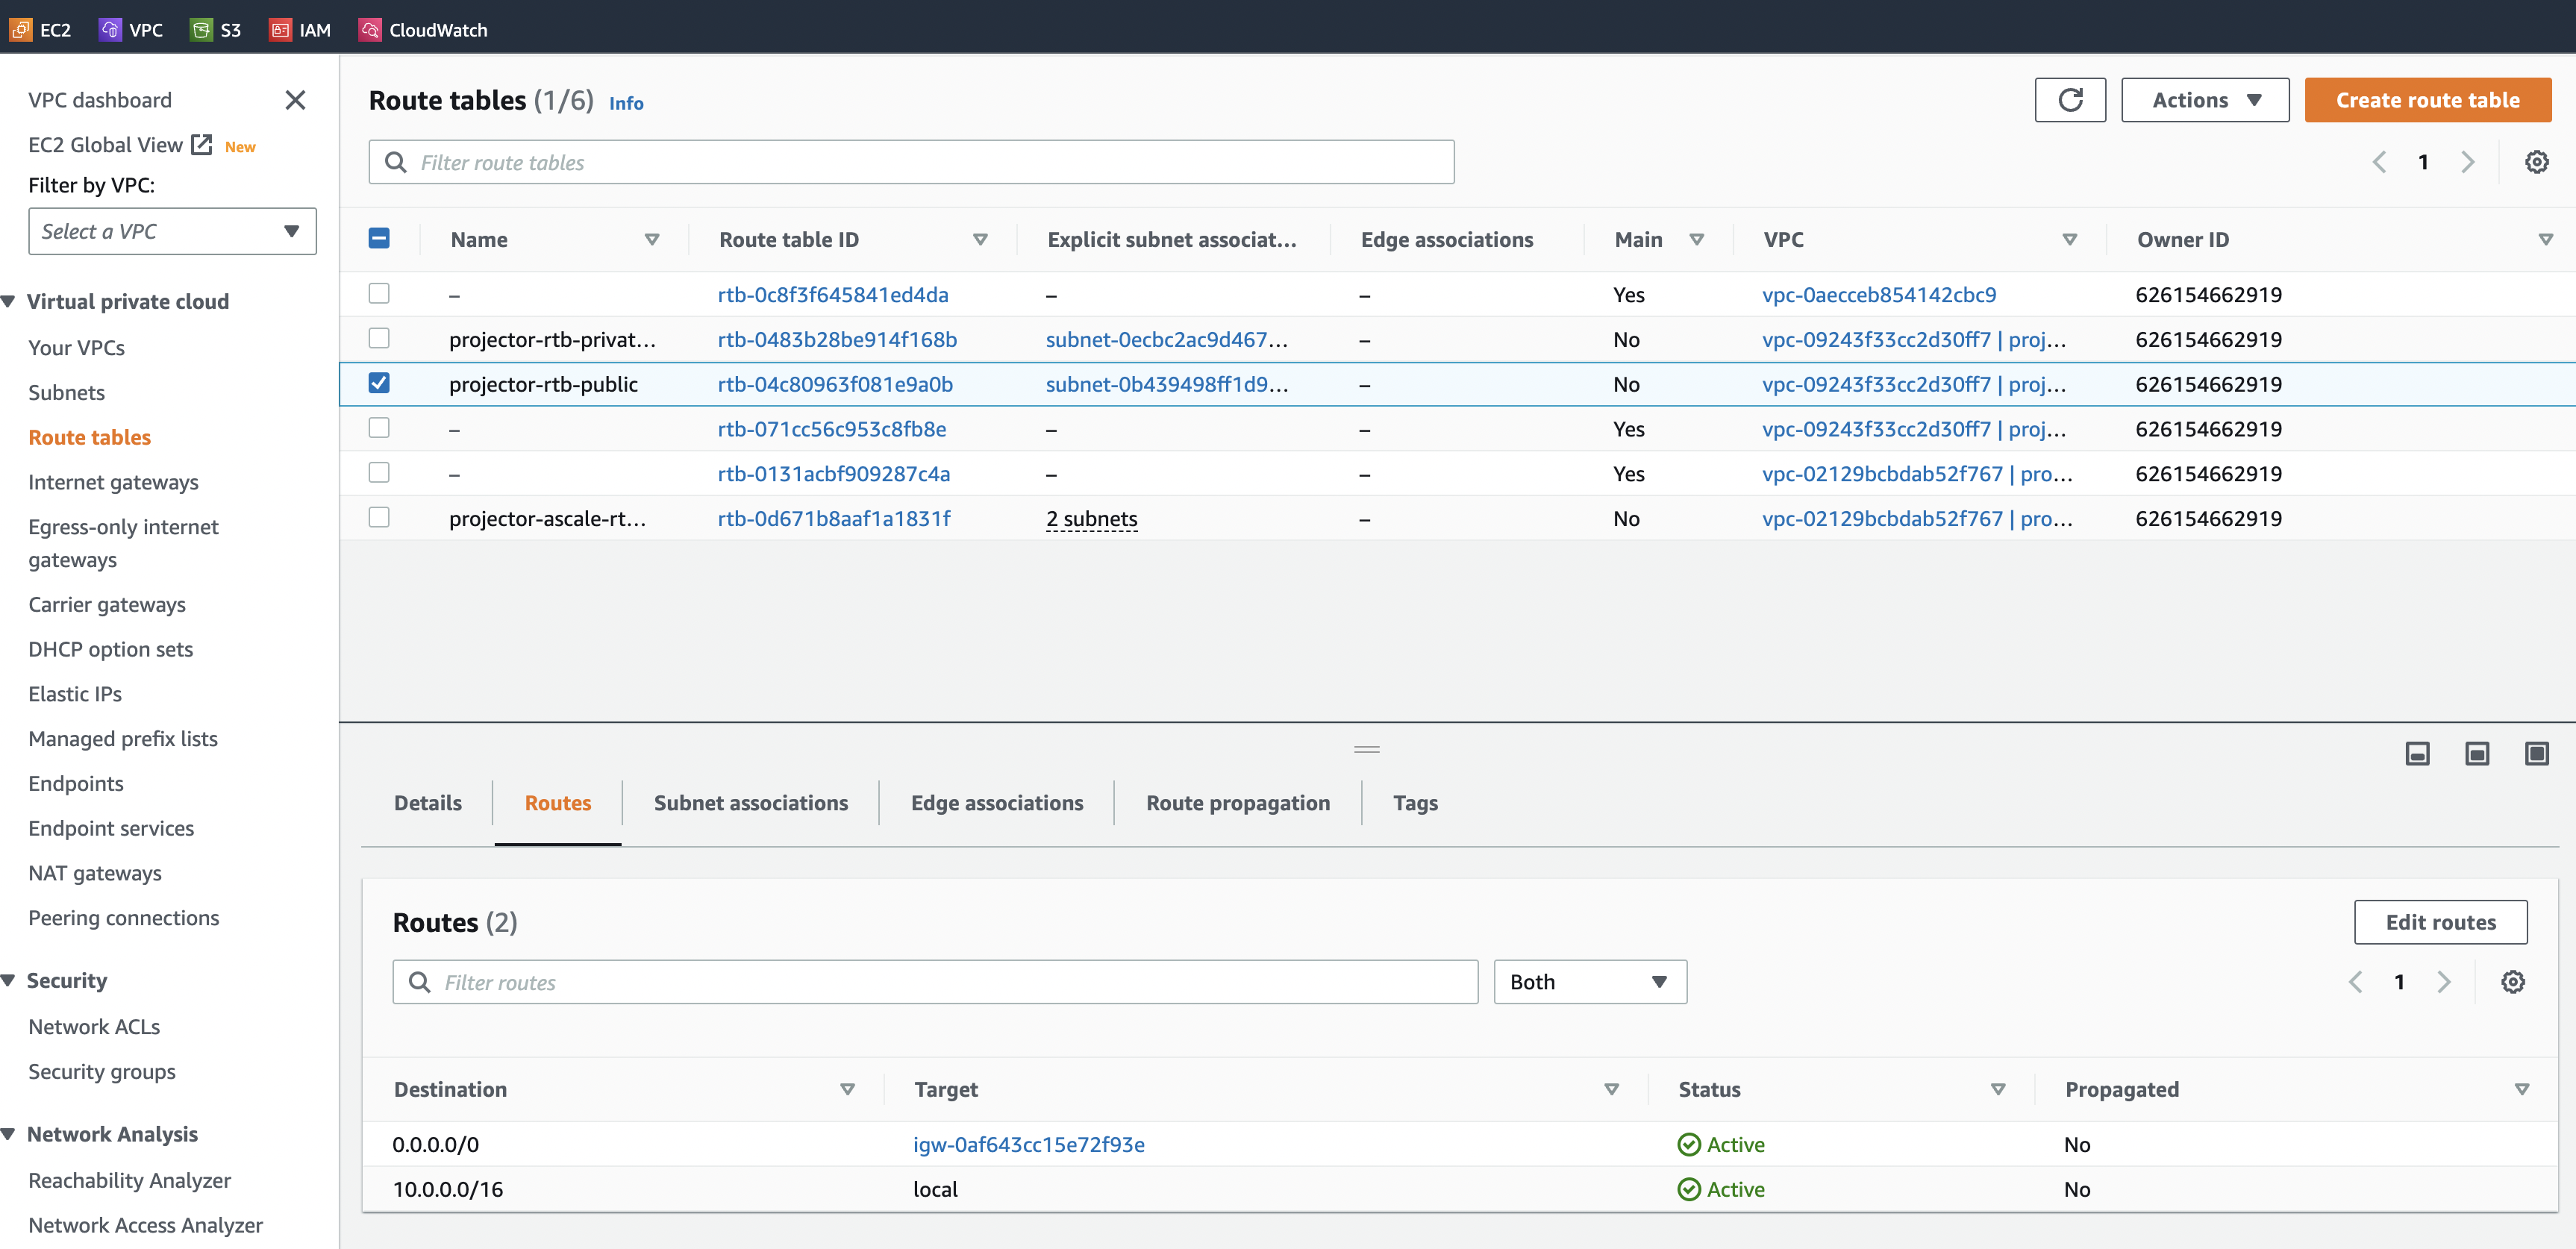 EC2 VPC S3 IAM CloudWatch
VPC dashboard
EC2 Global View New
Filter by VPC:
Select a VPC
Virtual private cloud
Your VPCs
Subnets
Route tables
Internet gateways
Egress-only internet
gateways
Carrier gateways
DHCP option sets
Elastic IPs
Managed prefix lists
Endpoints
Endpoint services
NAT gateways
Peering connections
Security
Network ACLs
Security groups
Network Analysis
Reachability Analyzer
Network Access Analyzer
Route tables (1/6) Info
Actions
Create route table
Filter route tables
1
Name Route table ID Explicit subnet associat... Edge associations Main VPC Owner ID
– rtb-0c8f3f645841ed4da – – Yes vpc-0aecceb854142cbc9 626154662919
projector-rtb-privat... rtb-0483b28be914f168b subnet-0ecbc2ac9d467... – No vpc-09243f33cc2d30ff7 | proj... 626154662919
projector-rtb-public rtb-04c80963f081e9a0b subnet-0b439498ff1d9... – No vpc-09243f33cc2d30ff7 | proj... 626154662919
– rtb-071cc56c953c8fb8e – – Yes vpc-09243f33cc2d30ff7 | proj... 626154662919
– rtb-0131acbf909287c4a – – Yes vpc-02129bcbdab52f767 | pro... 626154662919
projector-ascale-rt... rtb-0d671b8aaf1a1831f 2 subnets – No vpc-02129bcbdab52f767 | pro... 626154662919
Details Routes Subnet associations Edge associations Route propagation Tags
Routes (2)
Edit routes
Filter routes
Both
1
Destination Target Status Propagated
0.0.0.0/0 igw-0af643cc15e72f93e Active No
10.0.0.0/16 local Active No